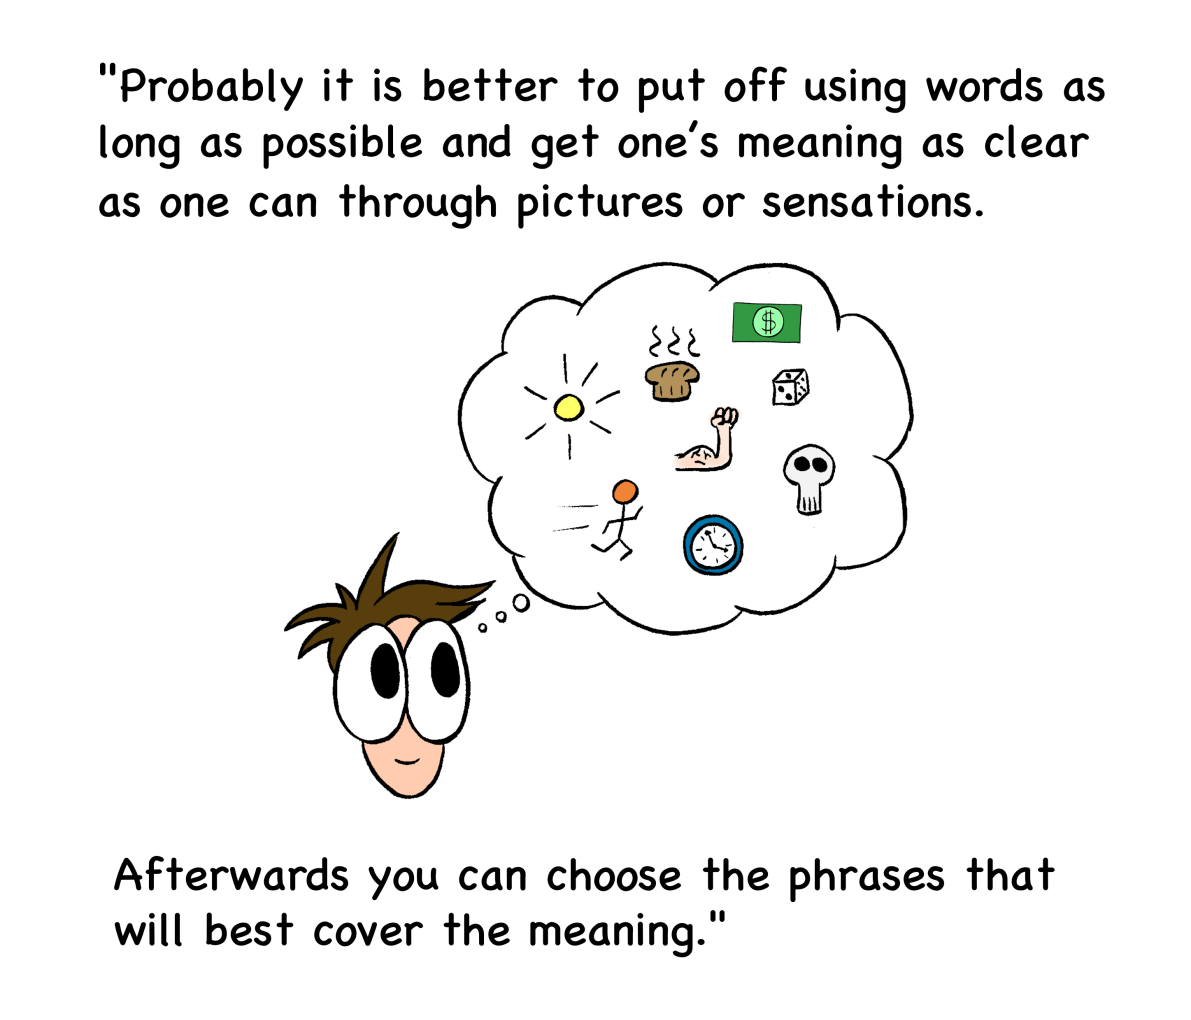 "Probably it is better to put off using words as
long as possible and get one’s meaning as clear
as one can through pictures or sensations.
$
Afterwards you can choose the phrases that
will best cover the meaning."